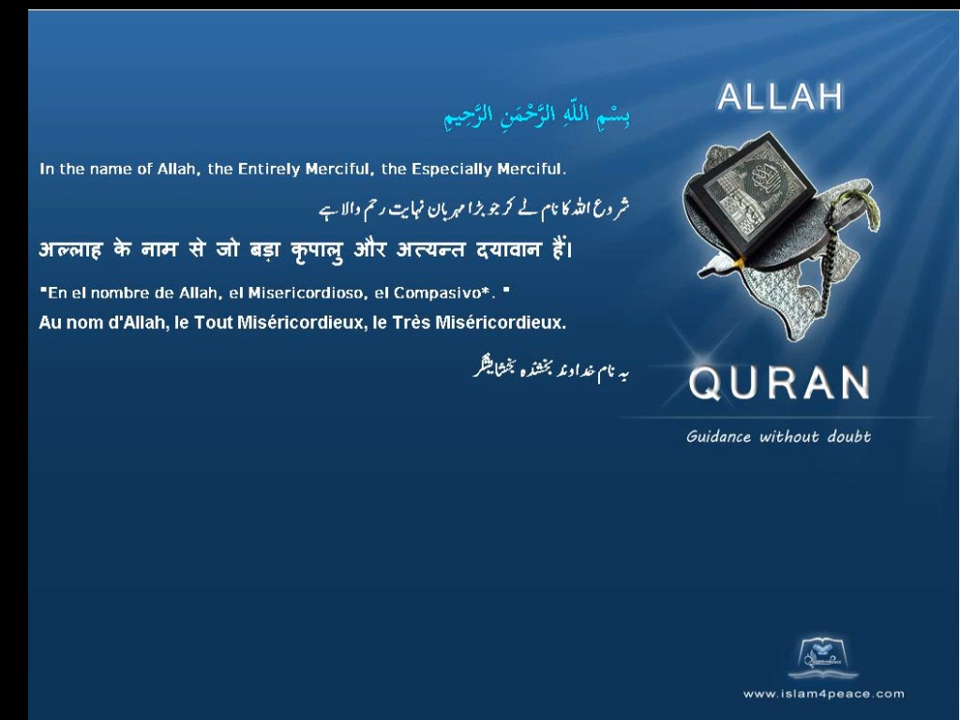 بِسْمِ اللّهِ الرَّحْمَنِ الرَّحِيمِ
In the name of Allah, the Entirely Merciful, the Especially Merciful.
شروع اللہ کا نام لے کر جو بڑا مہربان نہایت رحم والا ہے
अल्लाह के नाम से जो बड़ा कृपालु और अत्यन्त दयावान हैं।
"En el nombre de Allah, el Misericordioso, el Compasivo*. "
Au nom d'Allah, le Tout Miséricordieux, le Très Miséricordieux.
به نام خداوند بخشنده بخشایشگر
ALLAH
QURAN
Guidance without doubt
www.islam4peace.com